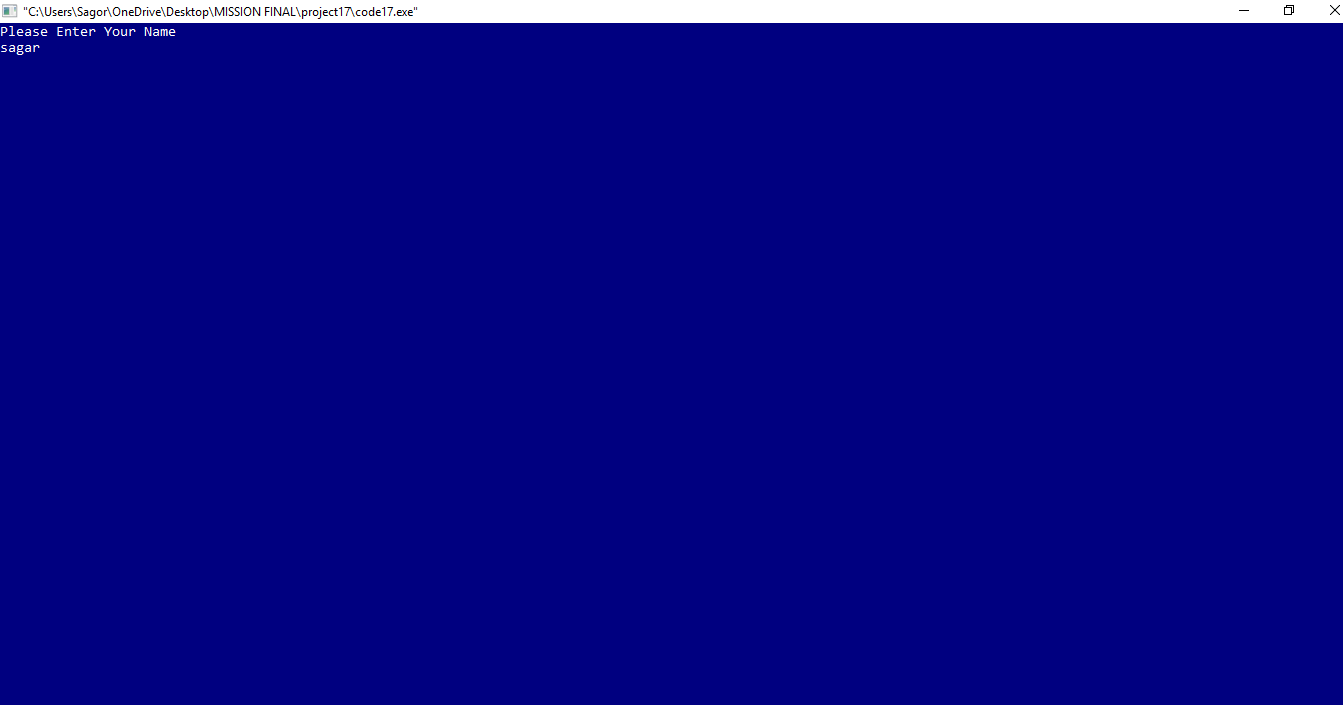 "C:\Users\Sagor\OneDrive\Desktop\MISSION FINAL\project17\code17.exe"
Please Enter Your Name
sagar